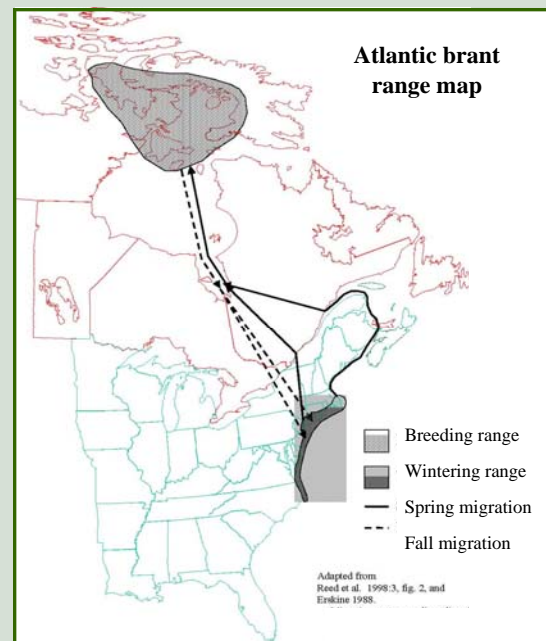 Atlantic brant
range map
Breeding range
Wintering range
Spring migration
Fall migration
Adapted from
Reed et al. 1998:3, fig. 2, and
Erskine 1988.